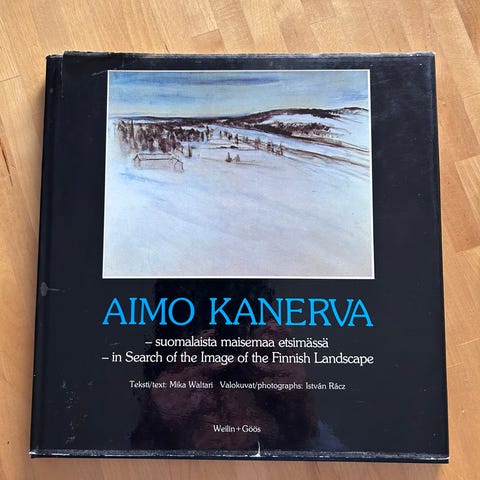 AIMO KANERVA
– suomalaista maisemaa etsimässä
– in Search of the Image of the Finnish Landscape
Teksti/text: Mika Waltari Valokuvat/photographs: István Rácz
Weilin+Göös